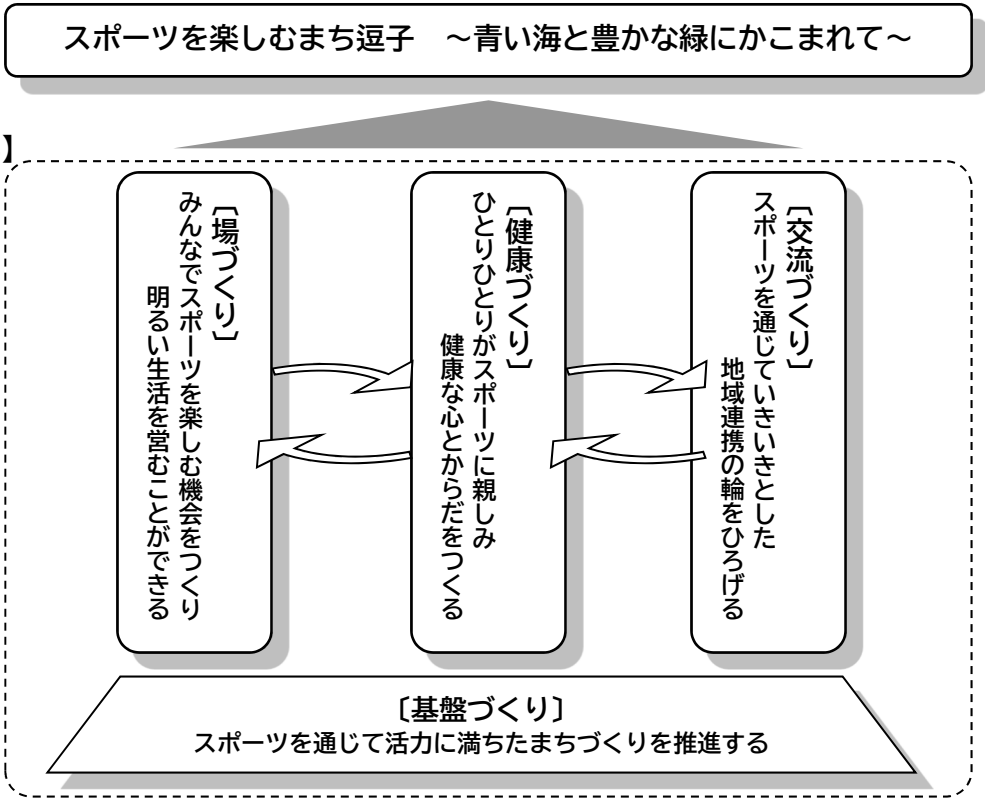 スポーツを楽しむまち逗子　～青い海と豊かな緑にかこまれて～
】
〔場づくり〕
みんなでスポーツを楽しむ機会をつくり
明るい生活を営むことができる
〔健康づくり〕
ひとりひとりがスポーツに親しみ
健康な心とからだをつくる
〔交流づくり〕
スポーツを通じていきいきとした
地域連携の輪をひろげる
〔基盤づくり〕
スポーツを通じて活力に満ちたまちづくりを推進する